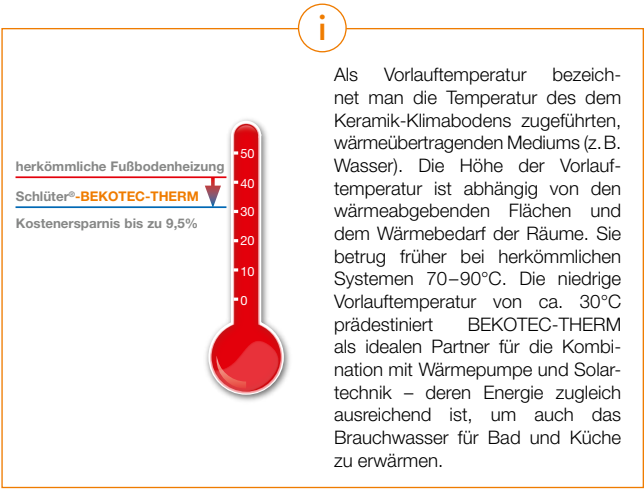 i
herkömmliche Fußbodenheizung
Schlüter®-BEKOTEC-THERM
Kostenersparnis bis zu 9,5%
50
40
30
20
10
0
Als Vorlauftemperatur bezeich-
net man die Temperatur des dem
Keramik-Klimabodens zugeführten,
wärmeübertragenden Mediums (z. B.
Wasser). Die Höhe der Vorlauf-
temperatur ist abhängig von den
wärmeabgebenden Flächen und
dem Wärmebedarf der Räume. Sie
betrug früher bei herkömmlichen
Systemen 70–90°C. Die niedrige
Vorlauftemperatur von ca. 30°C
prädestiniert BEKOTEC-THERM
als idealen Partner für die Kombi-
nation mit Wärmepumpe und Solar-
technik – deren Energie zugleich
ausreichend ist, um auch das
Brauchwasser für Bad und Küche
zu erwärmen.